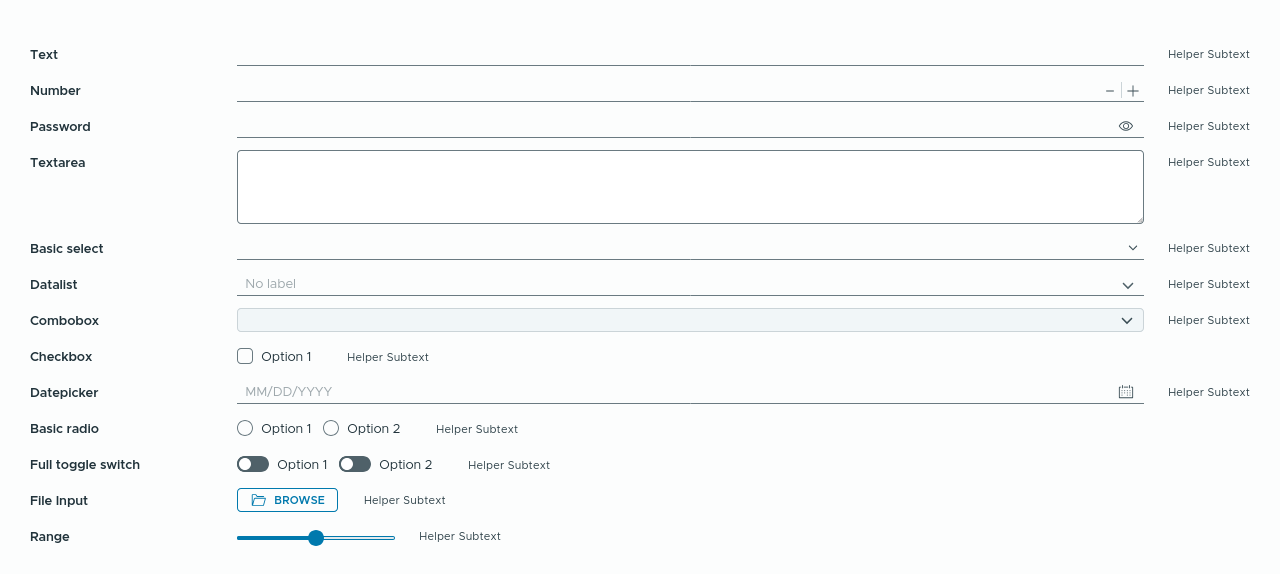 Text Helper Subtext
Number Helper Subtext
Password Helper Subtext
Textarea Helper Subtext
Basic select Helper Subtext
Datalist No label Helper Subtext
Combobox Helper Subtext
Checkbox Option 1 Helper Subtext
Datepicker MM/DD/YYYY Helper Subtext
Basic radio Option 1 Option 2 Helper Subtext
Full toggle switch Option 1 Option 2 Helper Subtext
File Input BROWSE Helper Subtext
Range Helper Subtext